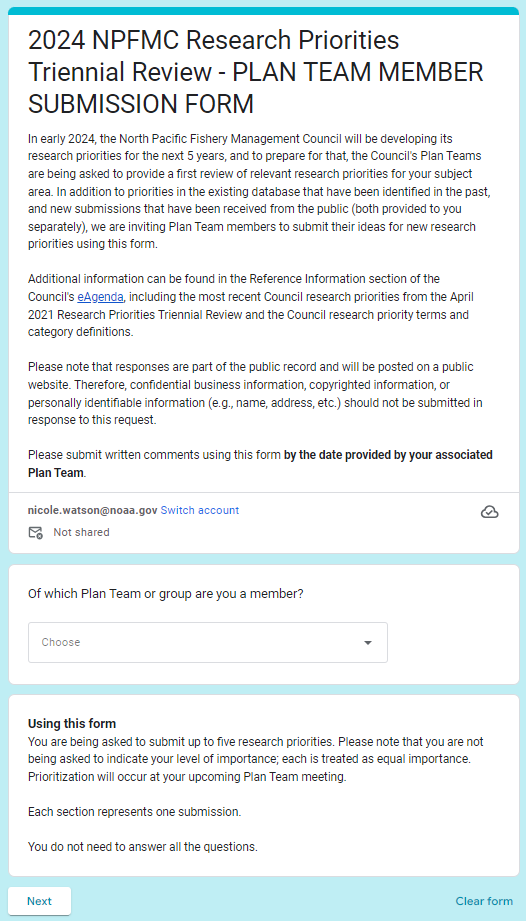 2024 NPFMC Research Priorities
Triennial Review - PLAN TEAM MEMBER
SUBMISSION FORM
In early 2024, the North Pacific Fishery Management Council will be developing its
research priorities for the next 5 years, and to prepare for that, the Council's Plan Teams
are being asked to provide a first review of relevant research priorities for your subject
area. In addition to priorities in the existing database that have been identified in the past,
and new submissions that have been received from the public (both provided to you
separately), we are inviting Plan Team members to submit their ideas for new research
priorities using this form.
Additional information can be found in the Reference Information section of the
Council's eAgenda, including the most recent Council research priorities from the April
2021 Research Priorities Triennial Review and the Council research priority terms and
category definitions.
Please note that responses are part of the public record and will be posted on a public
website. Therefore, confidential business information, copyrighted information, or
personally identifiable information (e.g., name, address, etc.) should not be submitted in
response to this request.
Please submit written comments using this form by the date provided by your associated
Plan Team.
nicole.watson@noaa.gov Switch account
Not shared
Of which Plan Team or group are you a member?
Choose
Using this form
You are being asked to submit up to five research priorities. Please note that you are not
being asked to indicate your level of importance; each is treated as equal importance.
Prioritization will occur at your upcoming Plan Team meeting.
Each section represents one submission.
You do not need to answer all the questions.
Next
Clear form